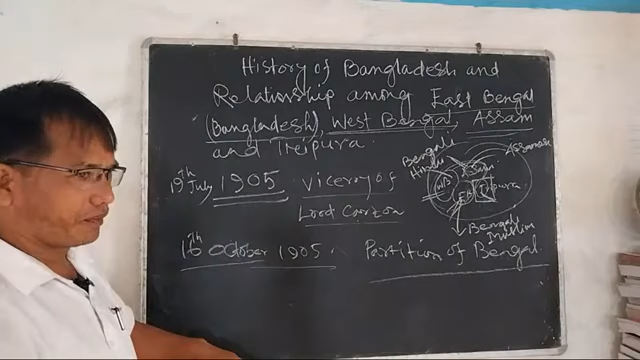 History of Bangladesh and
Relationship among East Bengal
(Bangladesh), West Bengal, Assam
and Tripura.
19th July 1905 viceroy of
Lord Curzon
16th October 1905 Partition of Bengal
Bengali
Hindu
Assamese
Assam
W/B
E/B
Tripura
Bengali
Muslim